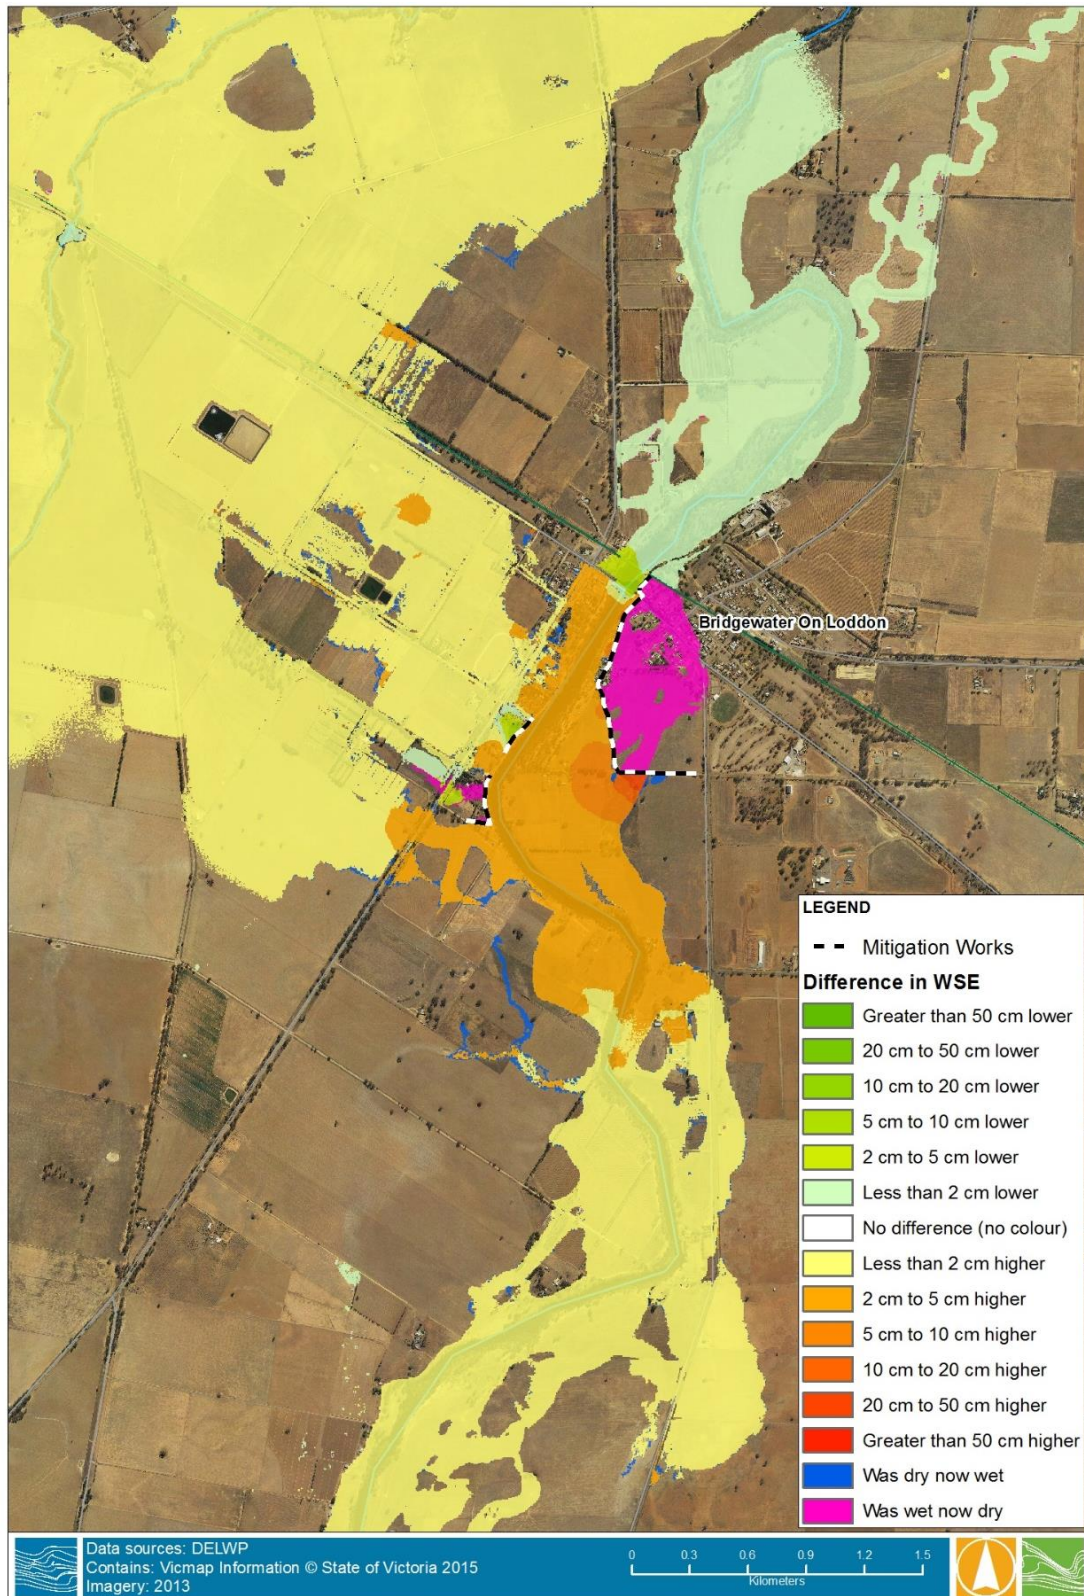 Bridgewater On Loddon
LEGEND
Mitigation Works
Difference in WSE
Greater than 50 cm lower
20 cm to 50 cm lower
10 cm to 20 cm lower
5 cm to 10 cm lower
2 cm to 5 cm lower
Less than 2 cm lower
No difference (no colour)
Less than 2 cm higher
2 cm to 5 cm higher
5 cm to 10 cm higher
10 cm to 20 cm higher
20 cm to 50 cm higher
Greater than 50 cm higher
Was dry now wet
Was wet now dry
Data sources: DELWP
Contains: Vicmap Information © State of Victoria 2015
Imagery: 2013
0 0.3 0.6 0.9 1.2 1.5
Kilometers